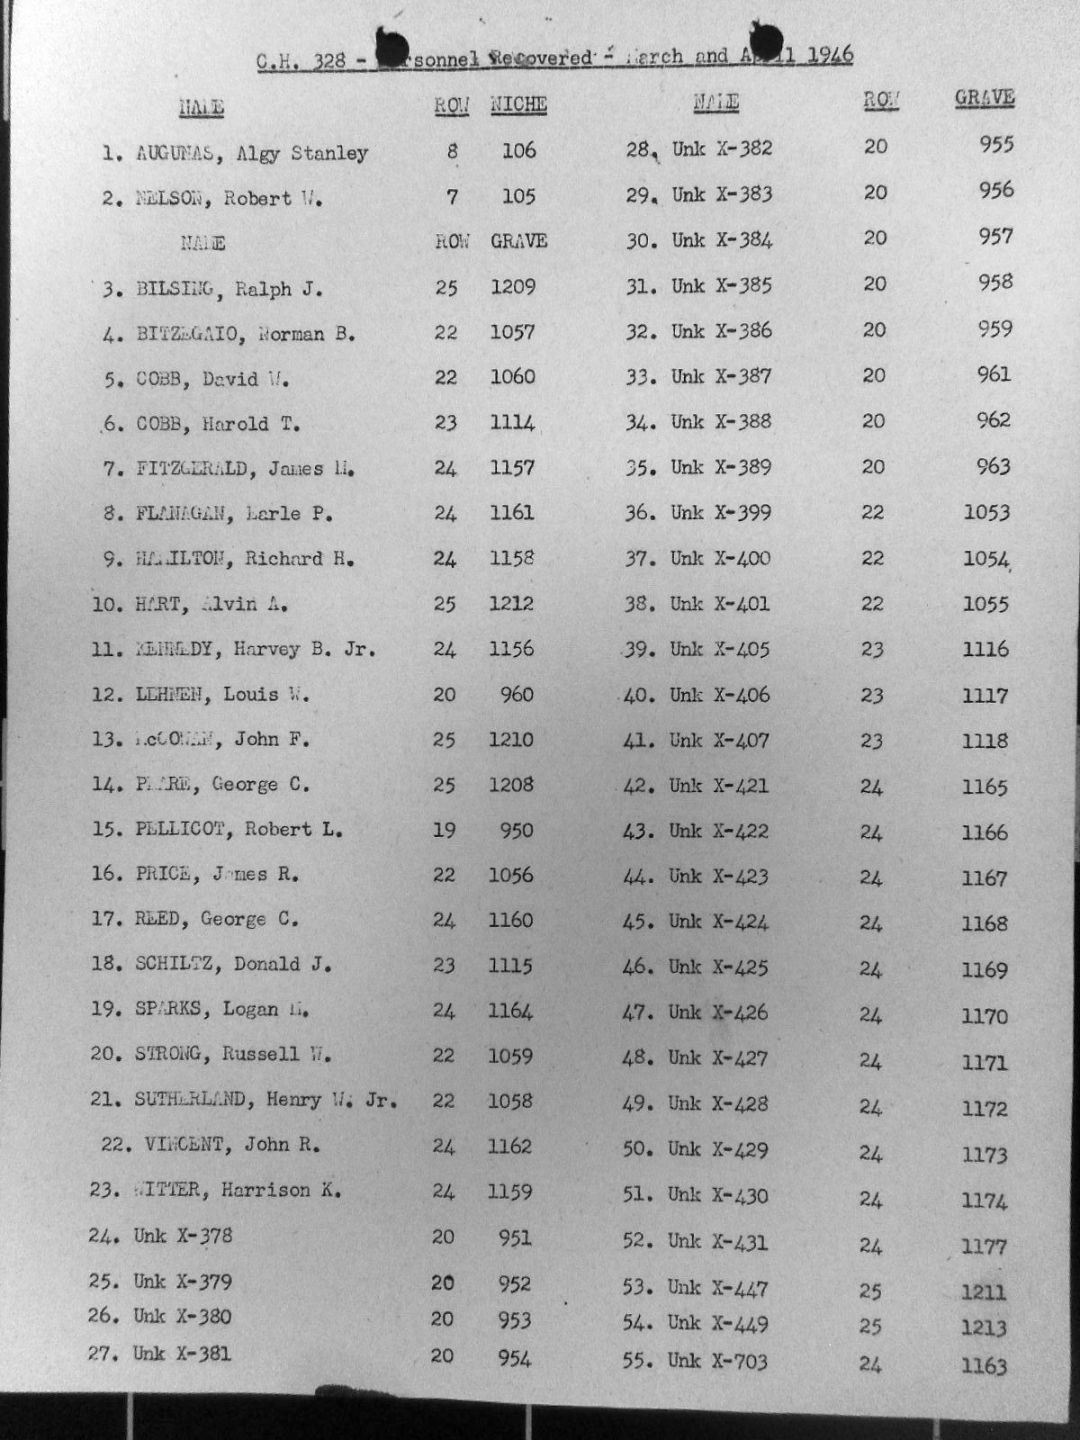 C.H. 328 - Personnel Recovered - March and April 1946
NAME ROW NICHE
1. AUGUNAS, Algy Stanley 8 106
2. NELSON, Robert W. 7 105
NAME ROW GRAVE
3. BILSING, Ralph J. 25 1209
4. BITZEGAIO, Norman B. 22 1057
5. COBB, David W. 22 1060
6. COBB, Harold T. 23 1114
7. FITZGERALD, James M. 24 1157
8. FLANAGAN, Earle P. 24 1161
9. HAMILTON, Richard H. 24 1158
10. HART, Alvin A. 25 1212
11. KENNEDY, Harvey B. Jr. 24 1156
12. LEHNEN, Louis W. 20 960
13. John F. 25 1210
14. George C. 25 1208
15. PELLICOT, Robert L. 19 950
16. PRICE, James R. 22 1056
17. REED, George C. 24 1160
18. SCHILTZ, Donald J. 23 1115
19. SPARKS, Logan M. 24 1164
20. STRONG, Russell W. 22 1059
21. SUTHERLAND, Henry W. Jr. 22 1058
22. VINCENT, John R. 24 1162
23. WITTER, Harrison K. 24 1159
24. Unk X-378 20 951
25. Unk X-379 20 952
26. Unk X-380 20 953
27. Unk X-381 20 954
NAME ROW GRAVE
28. Unk X-382 20 955
29. Unk X-383 20 956
30. Unk X-384 20 957
31. Unk X-385 20 958
32. Unk X-386 20 959
33. Unk X-387 20 961
34. Unk X-388 20 962
35. Unk X-389 20 963
36. Unk X-399 22 1053
37. Unk X-400 22 1054
38. Unk X-401 22 1055
39. Unk X-405 23 1116
40. Unk X-406 23 1117
41. Unk X-407 23 1118
42. Unk X-421 24 1165
43. Unk X-422 24 1166
44. Unk X-423 24 1167
45. Unk X-424 24 1168
46. Unk X-425 24 1169
47. Unk X-426 24 1170
48. Unk X-427 24 1171
49. Unk X-428 24 1172
50. Unk X-429 24 1173
51. Unk X-430 24 1174
52. Unk X-431 24 1177
53. Unk X-447 25 1211
54. Unk X-449 25 1213
55. Unk X-703 24 1163